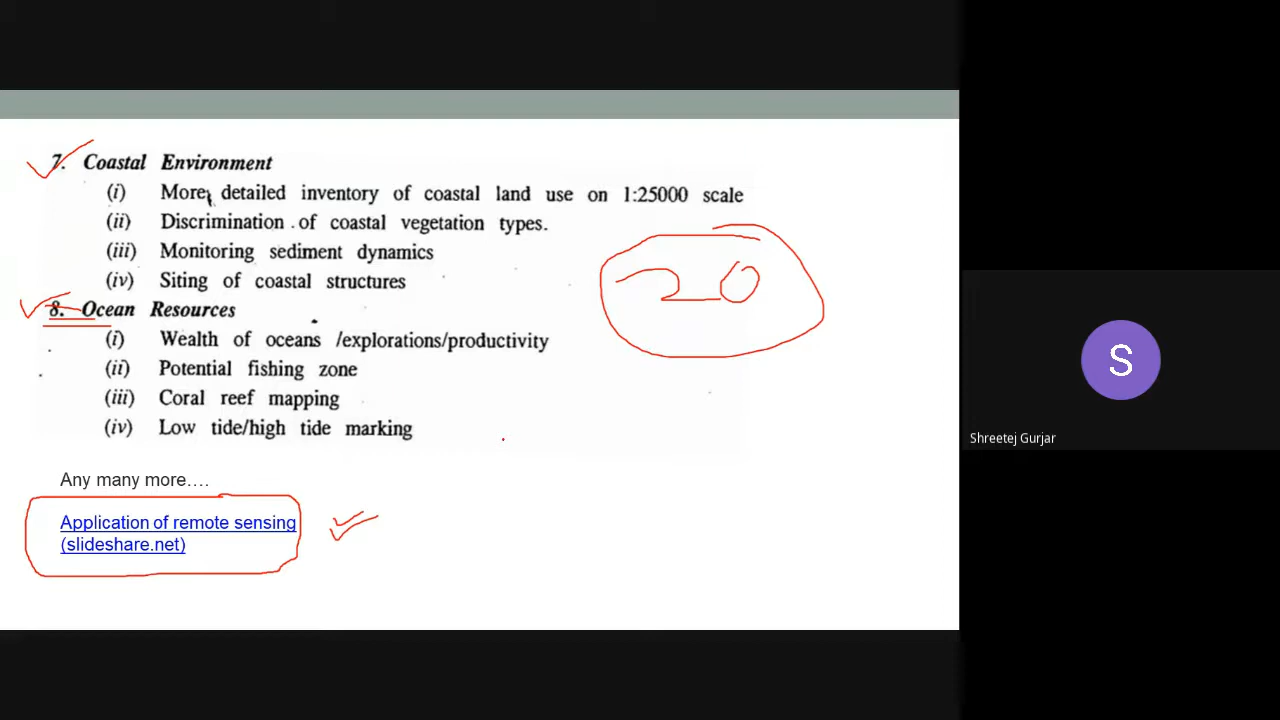 7. Coastal Environment
(i) More detailed inventory of coastal land use on 1:25000 scale
(ii) Discrimination of coastal vegetation types.
(iii) Monitoring sediment dynamics
(iv) Siting of coastal structures
20
8. Ocean Resources
(i) Wealth of oceans /explorations/productivity
(ii) Potential fishing zone
(iii) Coral reef mapping
(iv) Low tide/high tide marking
Any many more....
Application of remote sensing
(slideshare.net)
S
Shreetej Gurjar